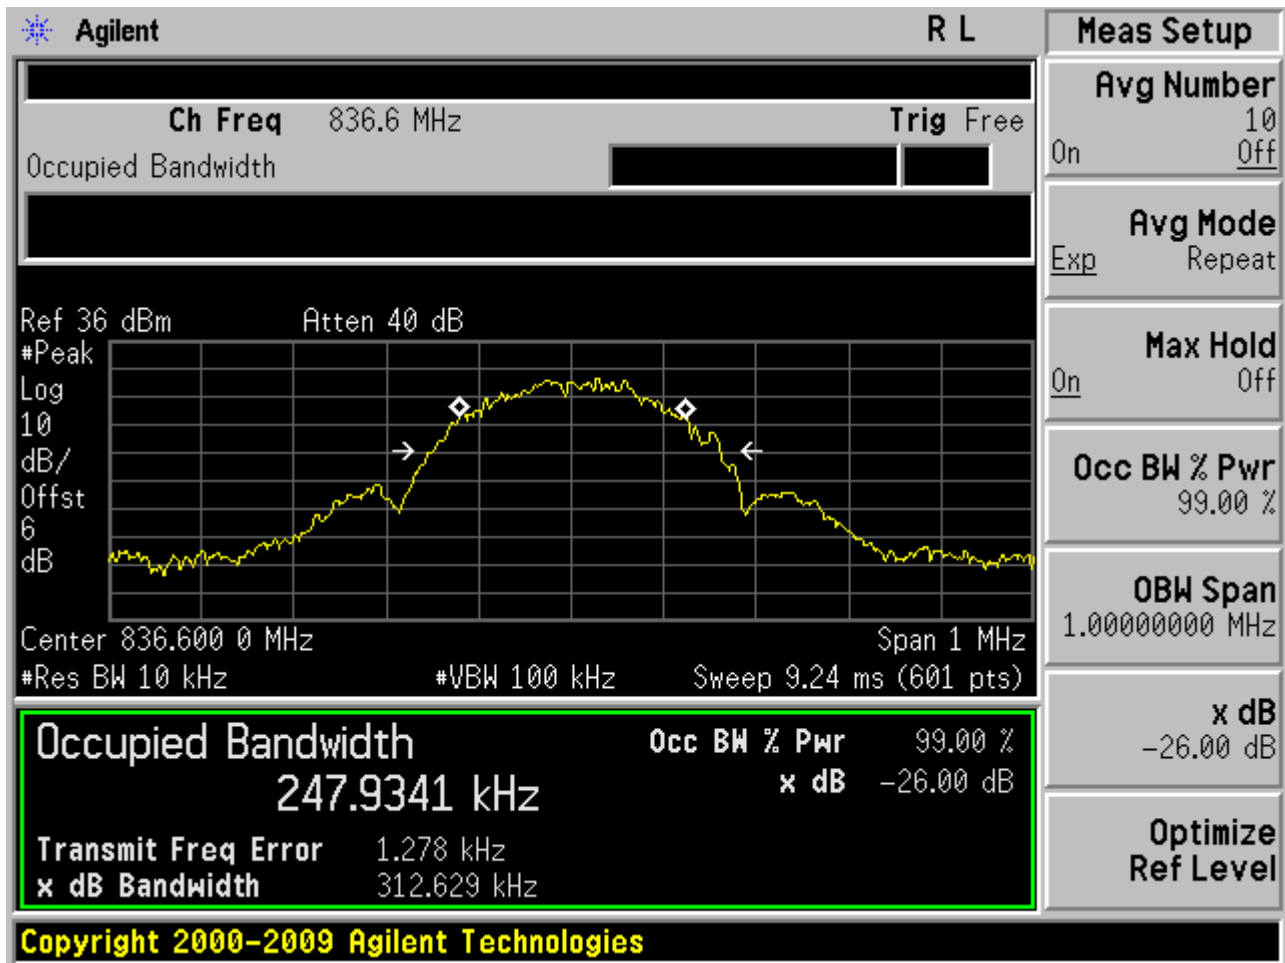 Agilent R L
Ch Freq 836.6 MHz Trig Free
Occupied Bandwidth
Ref 36 dBm Atten 40 dB
#Peak
Log
10
dB/
Offst
6
dB
Center 836.600 0 MHz Span 1 MHz
#Res BW 10 kHz #VBW 100 kHz Sweep 9.24 ms (601 pts)
Occupied Bandwidth Occ BW % Pwr 99.00 %
247.9341 kHz x dB -26.00 dB
Transmit Freq Error 1.278 kHz
x dB Bandwidth 312.629 kHz
Meas Setup
Avg Number
10
On Off
Avg Mode
Exp Repeat
Max Hold
On Off
Occ BW % Pwr
99.00 %
OBW Span
1.00000000 MHz
x dB
-26.00 dB
Optimize
Ref Level
Copyright 2000-2009 Agilent Technologies